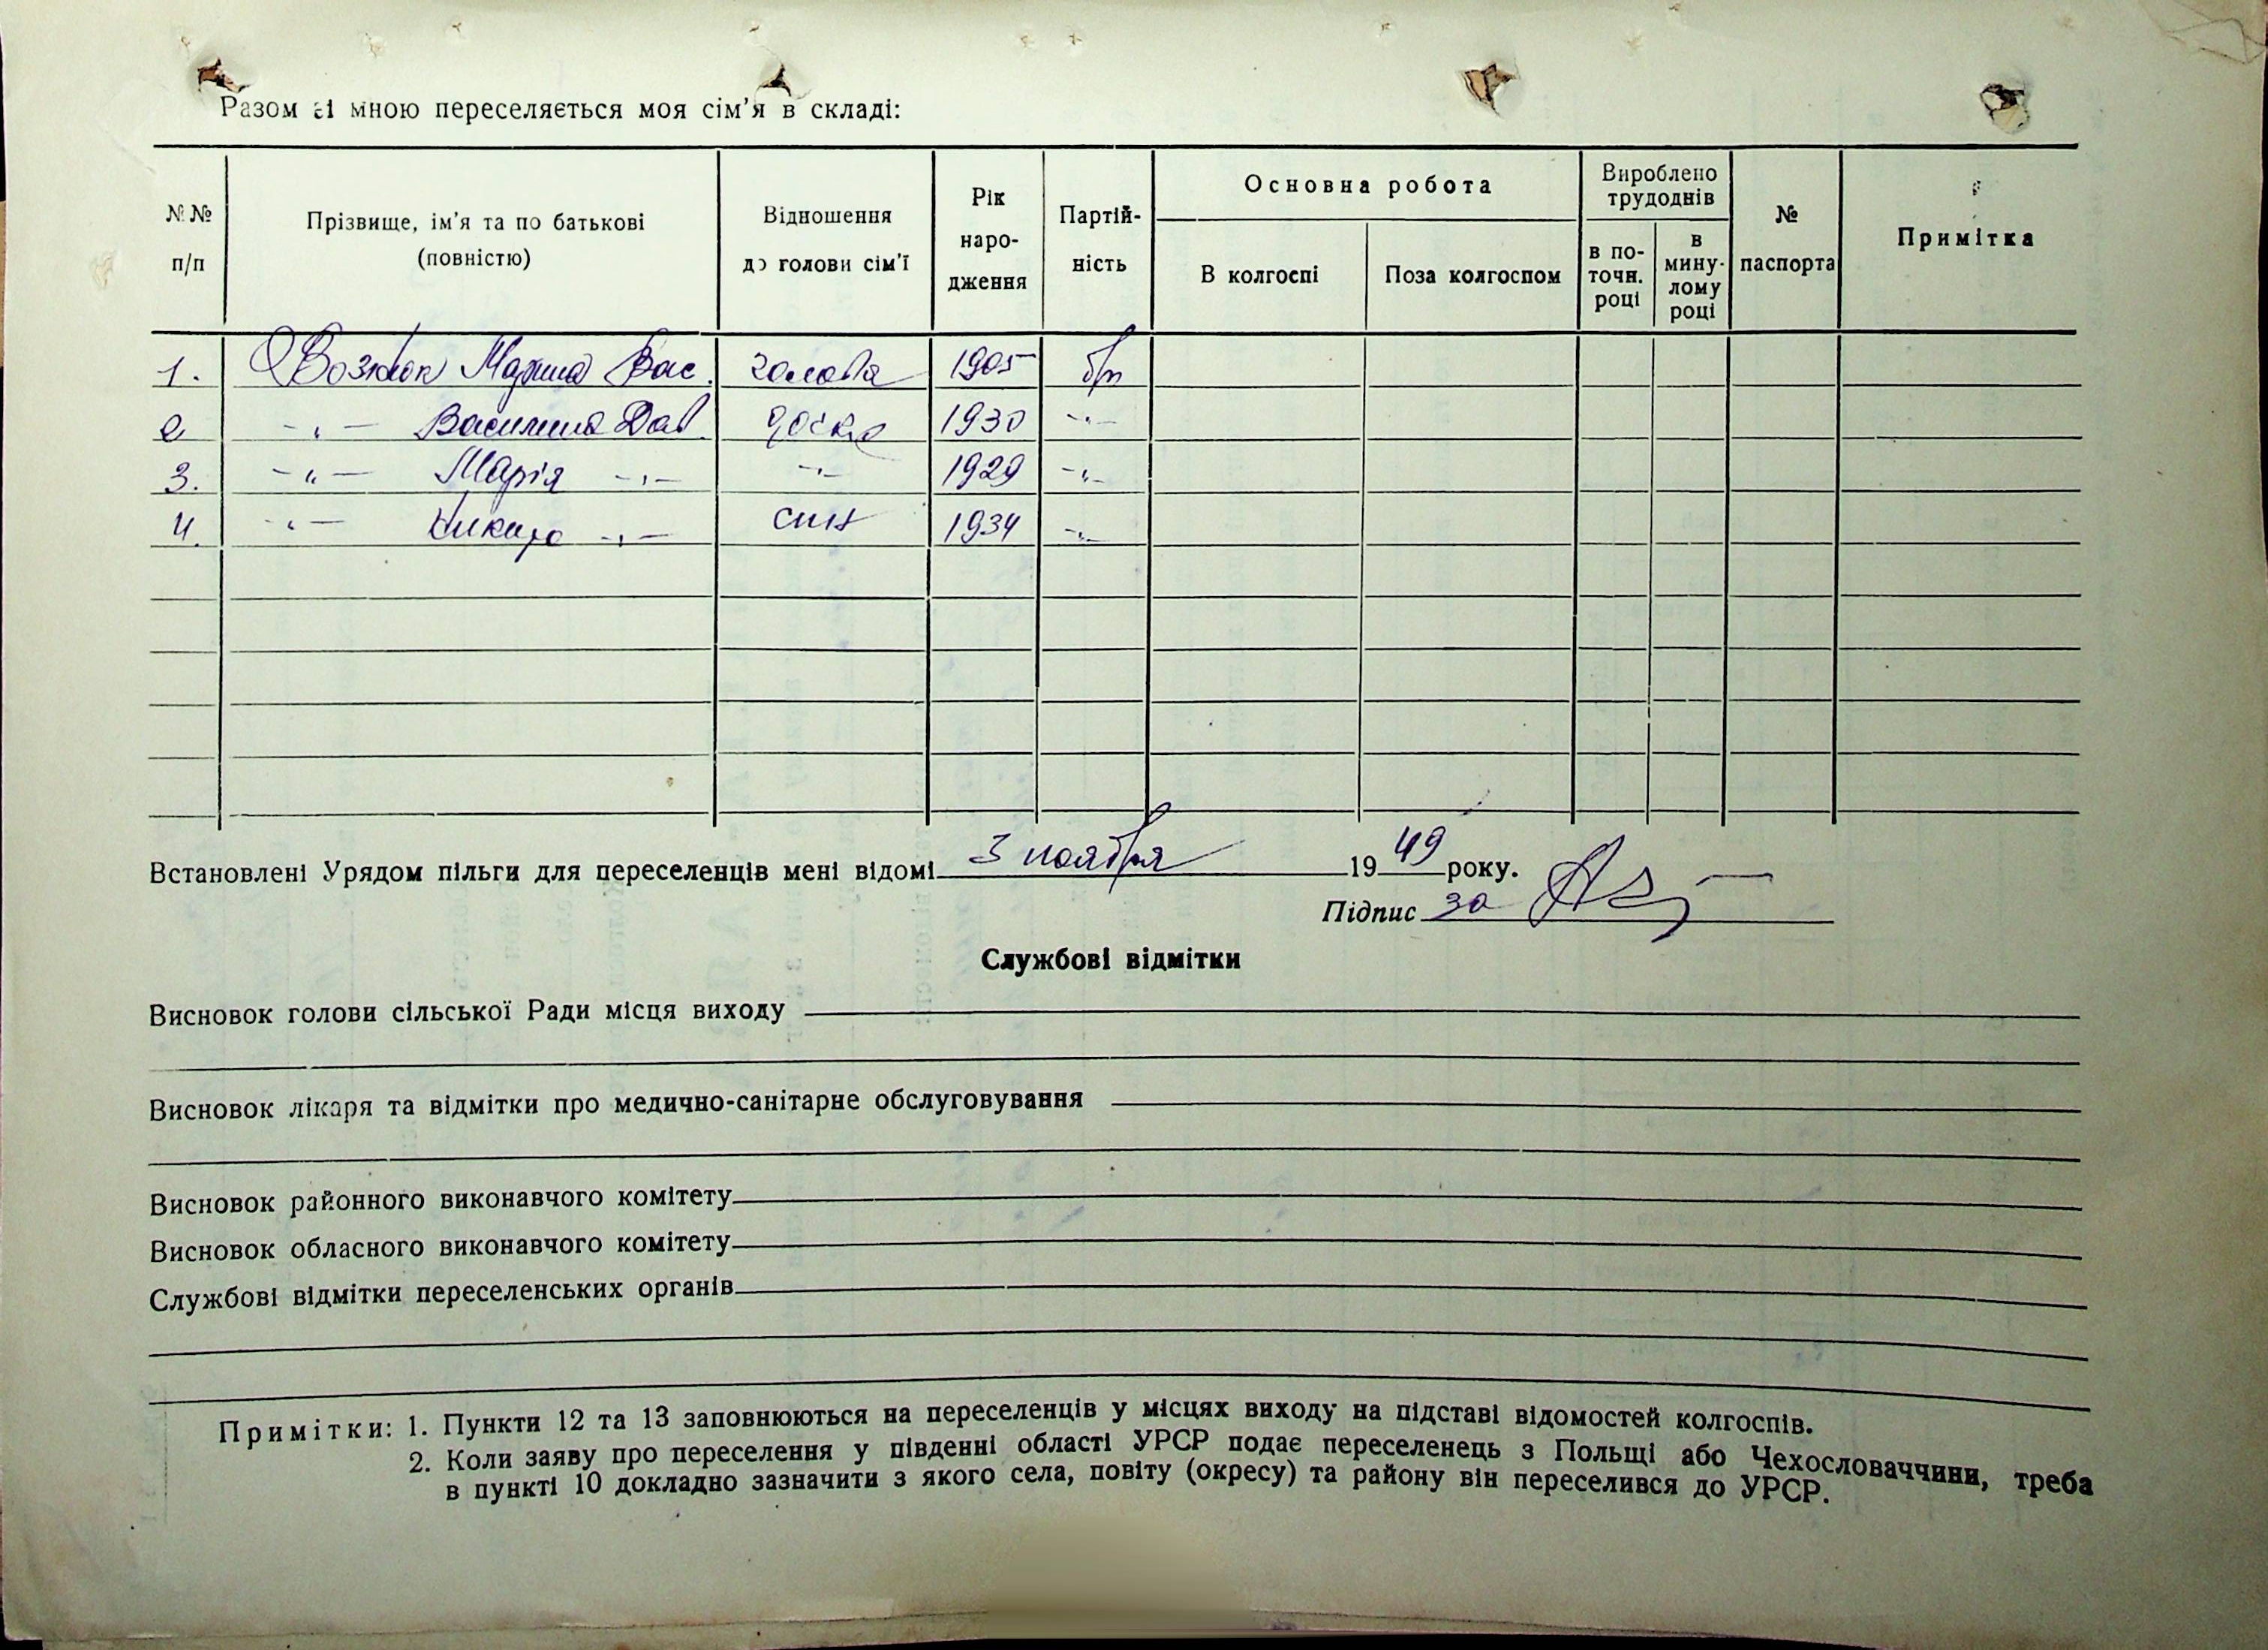 Разом зі мною переселяється моя сім'я в складі:
№№ п/п
Прізвище, ім'я та по батькові (повністю)
Відношення до голови сім'ї
Рік народження
Партійність
Основна робота
В колгоспі
Поза колгоспом
Вироблено трудоднів
в поточн. році
в минулому році
№ паспорта
Примітка
1. Вознюк Марина Вас. голова 1905 б/п
2 -"- Василина Дав. дочка 1930 -"-
3. -"- Марія -"- -"- 1929 -"-
4. -"- -"- син 1934 -"-
Встановлені Урядом пільги для переселенців мені відомі 3 ноября 1949 року.
Підпис за
Службові відмітки
Висновок голови сільської Ради місця виходу
Висновок лікаря та відмітки про медично-санітарне обслуговування
Висновок районного виконавчого комітету
Висновок обласного виконавчого комітету
Службові відмітки переселенських органів
Примітки: 1. Пункти 12 та 13 заповнюються на переселенців у місцях виходу на підставі відомостей колгоспів.
2. Коли заяву про переселення у південні області УРСР подає переселенець з Польщі або Чехословаччини, треба
в пункті 10 докладно зазначити з якого села, повіту (окресу) та району він переселився до УРСР.